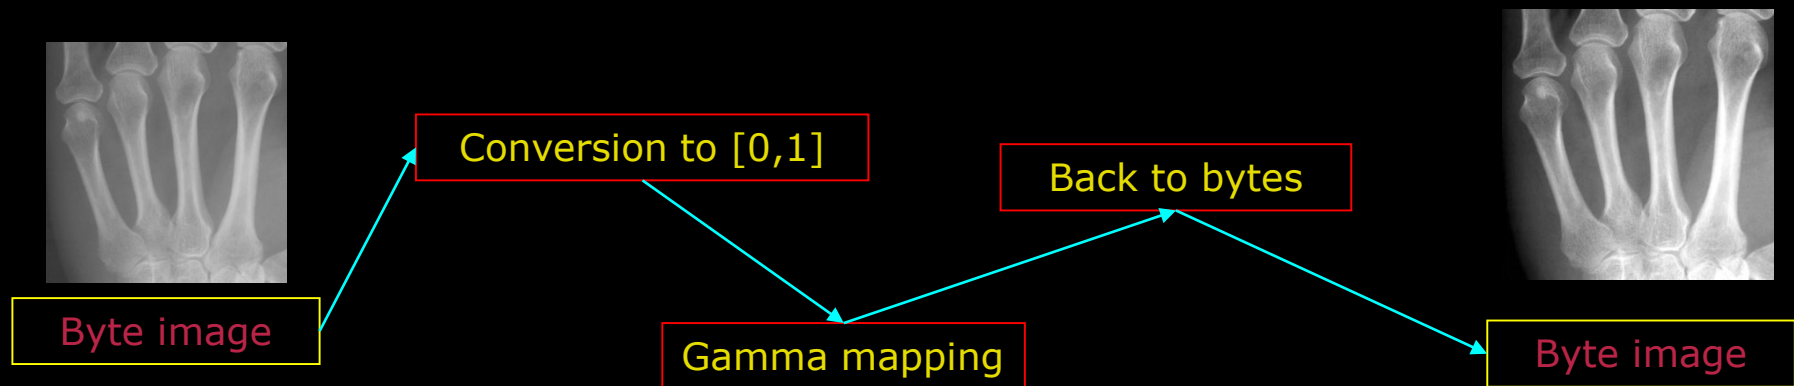 Byte image
Conversion to [0,1]
Gamma mapping
Back to bytes
Byte image